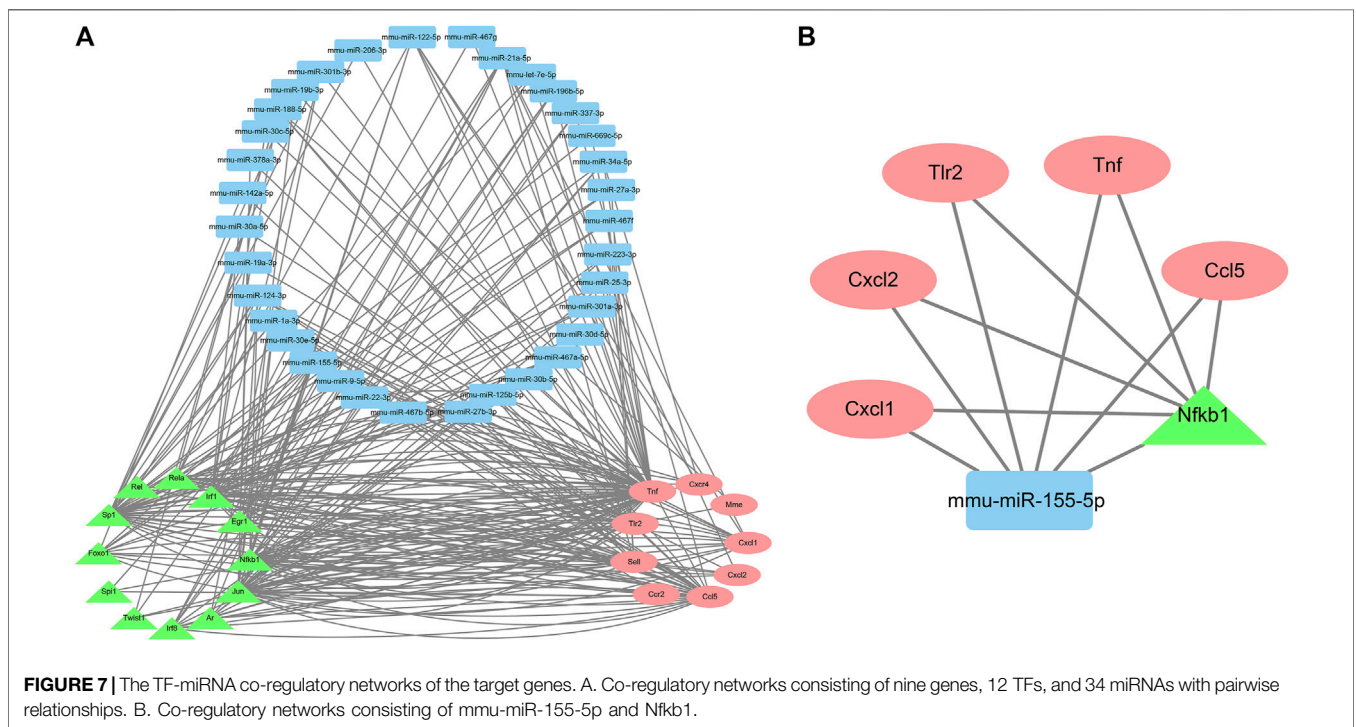 A
B
mmu-miR-122-5p
mmu-miR-467g
mmu-miR-206-3p
mmu-miR-21a-5p
mmu-miR-301b-3p
mmu-let-7e-5p
mmu-miR-19b-3p
mmu-miR-196b-5p
mmu-miR-188-5p
mmu-miR-337-3p
mmu-miR-30c-5p
mmu-miR-669c-5p
mmu-miR-378a-3p
mmu-miR-34a-5p
mmu-miR-142a-5p
mmu-miR-27a-3p
mmu-miR-30a-5p
mmu-miR-467f
mmu-miR-19a-3p
mmu-miR-223-3p
mmu-miR-124-3p
mmu-miR-25-3p
mmu-miR-1a-3p
mmu-miR-301a-3p
mmu-miR-30e-5p
mmu-miR-30d-5p
mmu-miR-155-5p
mmu-miR-467a-5p
mmu-miR-9-5p
mmu-miR-30b-5p
mmu-miR-22-3p
mmu-miR-125b-5p
mmu-miR-467b-5p
mmu-miR-27b-3p
Rela
Rel
Irf1
Sp1
Egr1
Foxo1
Nfkb1
Spi1
Jun
Twist1
Ar
Irf8
Tnf
Cxcr4
Mme
Tlr2
Cxcl1
Sell
Cxcl2
Ccr2
Ccl5
Tlr2
Tnf
Cxcl2
Ccl5
Cxcl1
Nfkb1
mmu-miR-155-5p
FIGURE 7 | The TF-miRNA co-regulatory networks of the target genes. A. Co-regulatory networks consisting of nine genes, 12 TFs, and 34 miRNAs with pairwise
relationships. B. Co-regulatory networks consisting of mmu-miR-155-5p and Nfkb1.